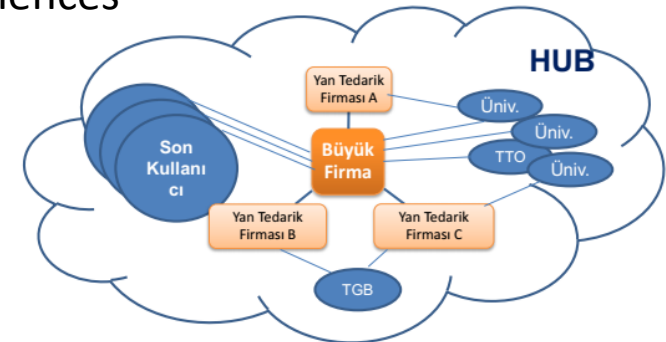 ences
HUB
Yan Tedarik
Firması A
Üniv.
Üniv.
TTO
Üniv.
Son
Kullanı
cı
Büyük
Firma
Yan Tedarik
Firması B
Yan Tedarik
Firması C
TGB